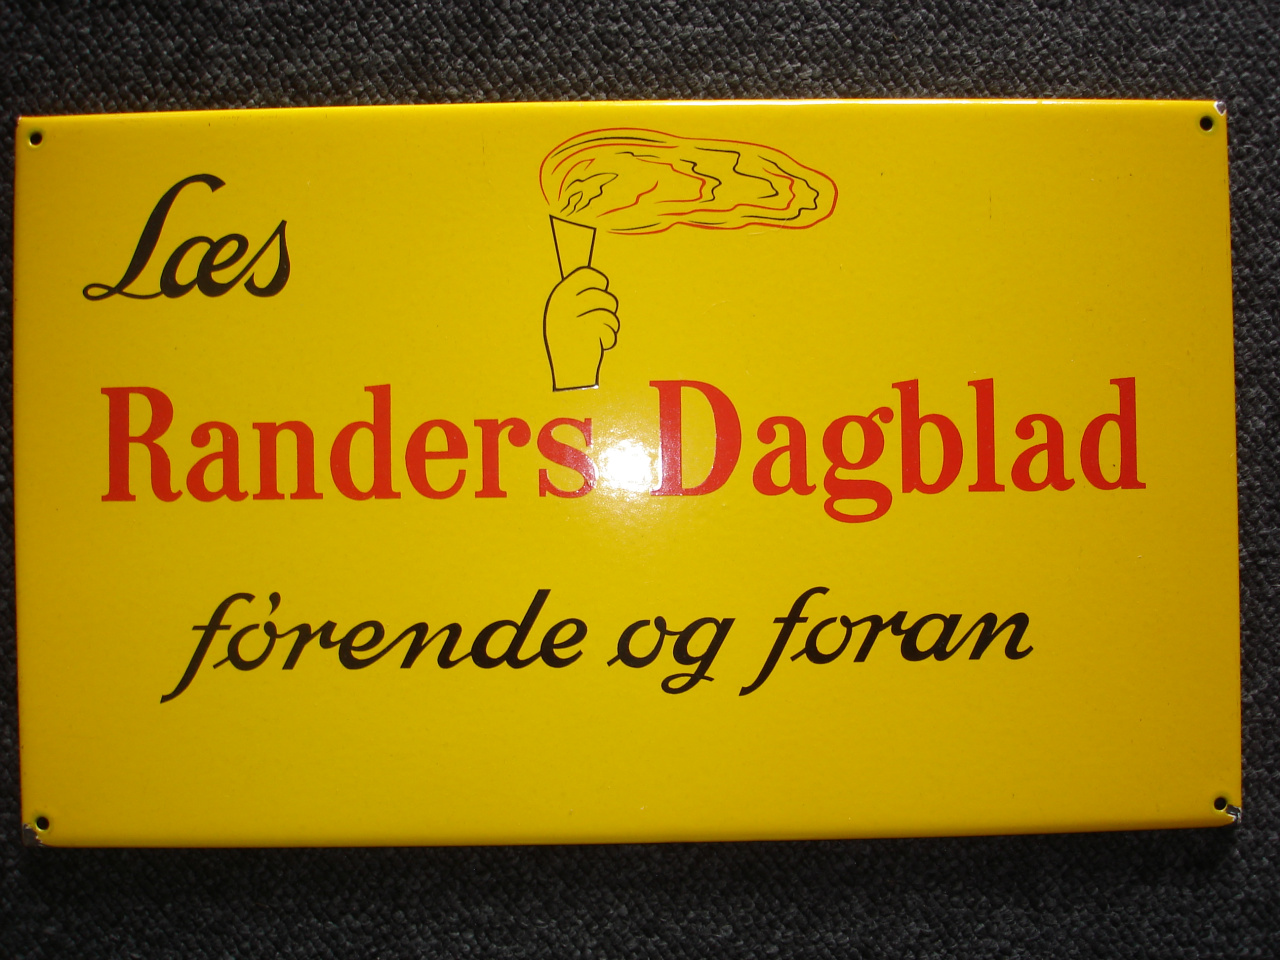 Læs
Randers Dagblad
førende og foran